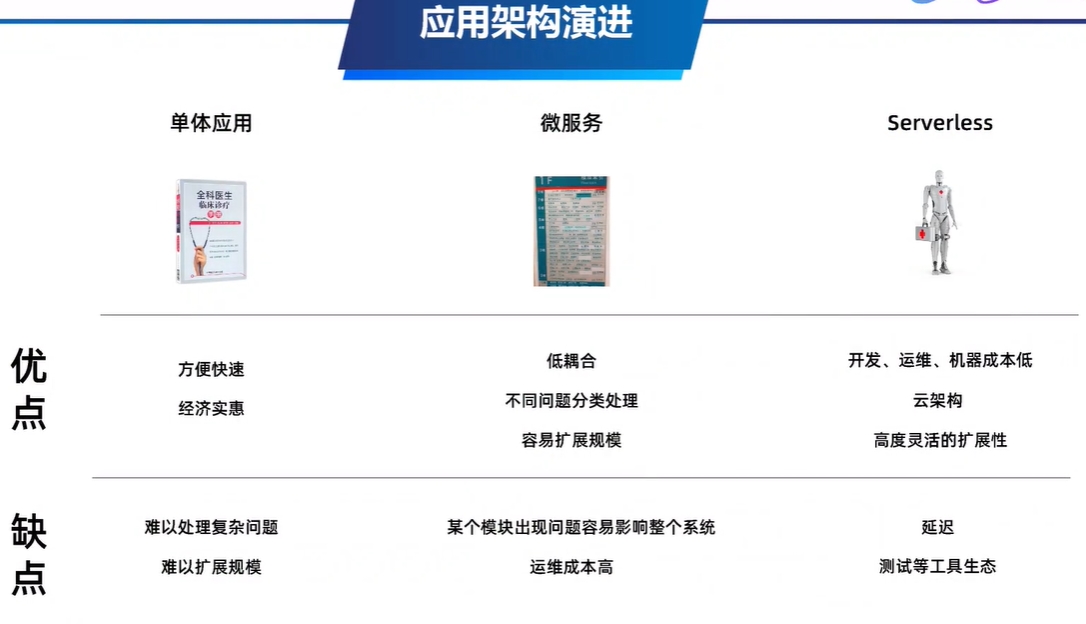 应用架构演进
单体应用
微服务
Serverless
全科医生
临床诊疗
1F
优点
方便快速
经济实惠
低耦合
不同问题分类处理
容易扩展规模
开发、运维、机器成本低
云架构
高度灵活的扩展性
缺点
难以处理复杂问题
难以扩展规模
某个模块出现问题容易影响整个系统
运维成本高
延迟
测试等工具生态